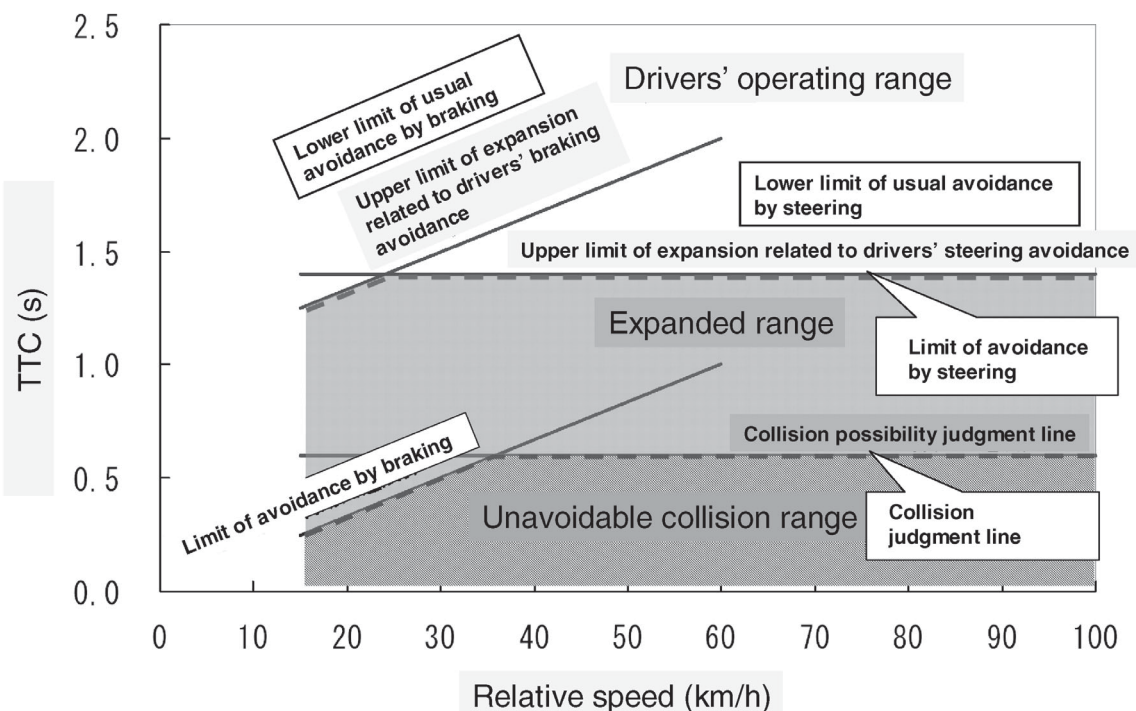 2.5
2.0
1.5
1.0
0.5
0.0
TTC (s)
0 10 20 30 40 50 60 70 80 90 100
Relative speed (km/h)
Drivers' operating range
Lower limit of usual
avoidance by braking
Upper limit of expansion
related to drivers' braking
avoidance
Lower limit of usual avoidance
by steering
Upper limit of expansion related to drivers' steering avoidance
Expanded range
Limit of avoidance
by steering
Collision possibility judgment line
Limit of avoidance by braking
Unavoidable collision range
Collision
judgment line